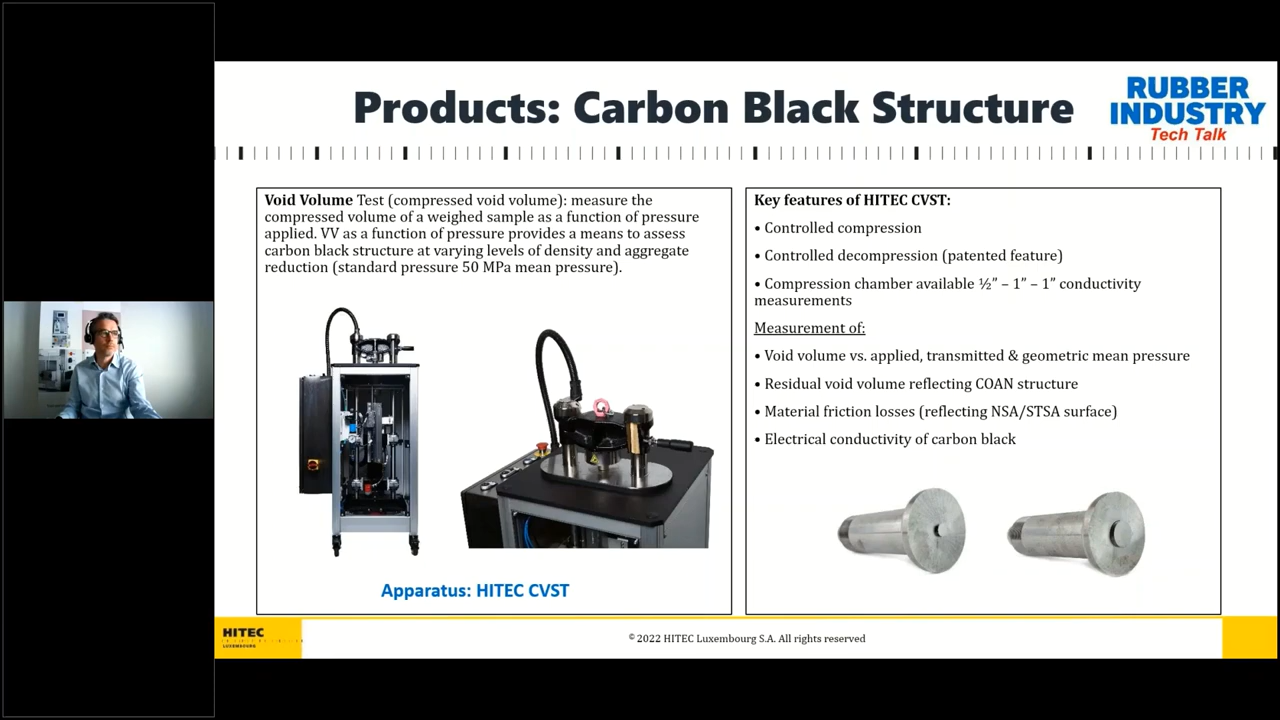 Products: Carbon Black Structure
RUBBER
INDUSTRY
Tech Talk
Void Volume Test (compressed void volume): measure the
compressed volume of a weighed sample as a function of pressure
applied. VV as a function of pressure provides a means to assess
carbon black structure at varying levels of density and aggregate
reduction (standard pressure 50 MPa mean pressure).
Apparatus: HITEC CVST
Key features of HITEC CVST:
• Controlled compression
• Controlled decompression (patented feature)
• Compression chamber available ½” – 1” – 1” conductivity
measurements
Measurement of:
• Void volume vs. applied, transmitted & geometric mean pressure
• Residual void volume reflecting COAN structure
• Material friction losses (reflecting NSA/STSA surface)
• Electrical conductivity of carbon black
HITEC
LUXEMBOURG
© 2022 HITEC Luxembourg S.A. All rights reserved